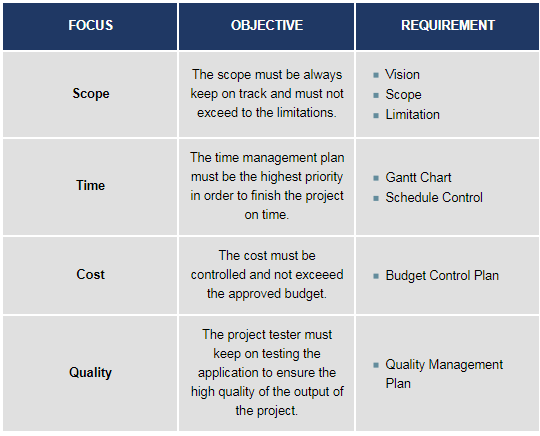 FOCUS
OBJECTIVE
REQUIREMENT
Scope
The scope must be always
keep on track and must not
exceed to the limitations.
Vision
Scope
Limitation
Time
The time management plan
must be the highest priority
in order to finish the project
on time.
Gantt Chart
Schedule Control
Cost
The cost must be
controlled and not exceeed
the approved budget.
Budget Control Plan
Quality
The project tester must
keep on testing the
application to ensure the
high quality of the output of
the project.
Quality Management
Plan